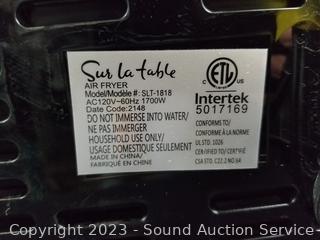 Sur la table
AIR FRYER
Model/Modèle #: SLT-1818
AC120V~60Hz 1700W
Date Code: 2148
DO NOT IMMERSE INTO WATER/
NE PAS IMMERGER
HOUSEHOLD USE ONLY/
USAGE DOMESTIQUE SEULEMENT
MADE IN CHINA/
FABRIQUÉ EN CHINE
c
ETL
us
Intertek
5017169
CONFORMS TO/
CONFORME À LA NORME
UL STD. 1026
CERTIFIED TO/CERTIFIÉ
CSA STD. C22.2 NO.64
Copyright 2023 - Sound Auction Service